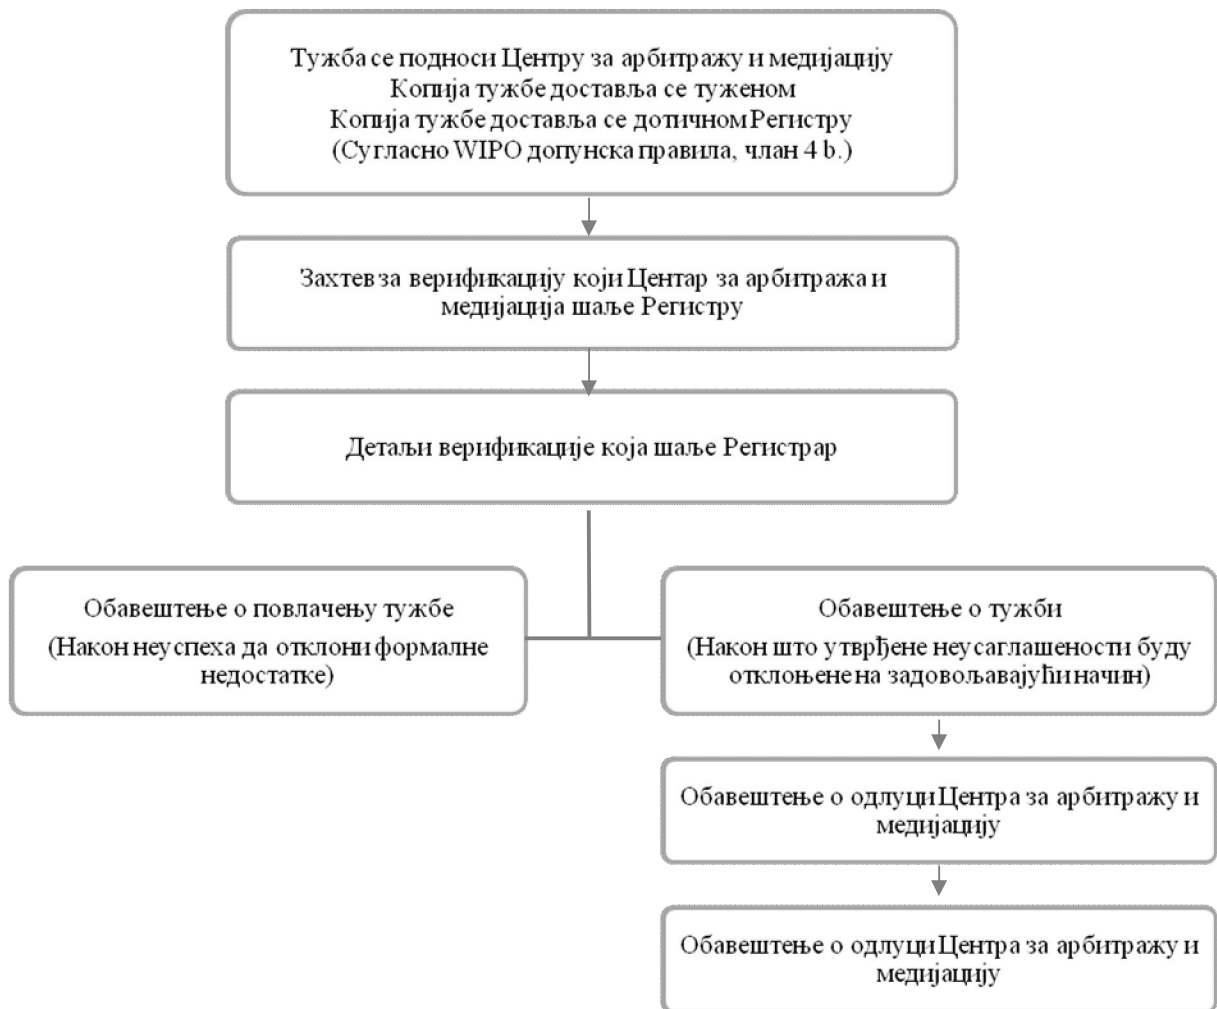 Тужба се подноси Центру за арбитражу и медијацију
Копија тужбе доставља се туженом
Копија тужбе доставља се дотичном Регистру
(Сугласно WIPO допунска правила, члан 4 b.)
Захтев за верификацију који Центар за арбитража и
медијација шаље Регистру
Детаљи верификације која шаље Регистрар
Обавештење о повлачењу тужбе
(Након неуспеха да отклони формалне
недостатке)
Обавештење о тужби
(Након што утврђене неусаглашености буду
отклоњене на задовољавајући начин)
Обавештење о одлуци Центра за арбитражу и
медијацију
Обавештење о одлуци Центра за арбитражу и
медијацију